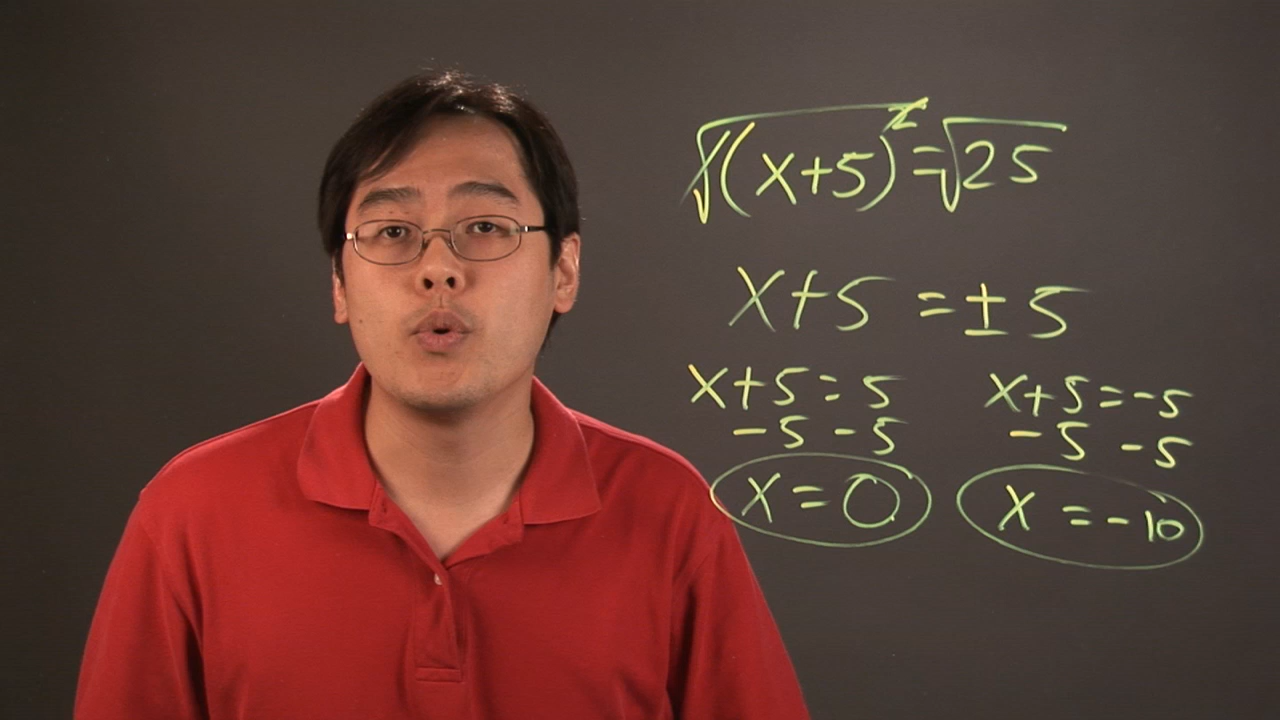 √(x+5)² = √25
x+5 = ±5
x+5=5 x+5=-5
-5 -5 -5 -5
x=0 x=-10